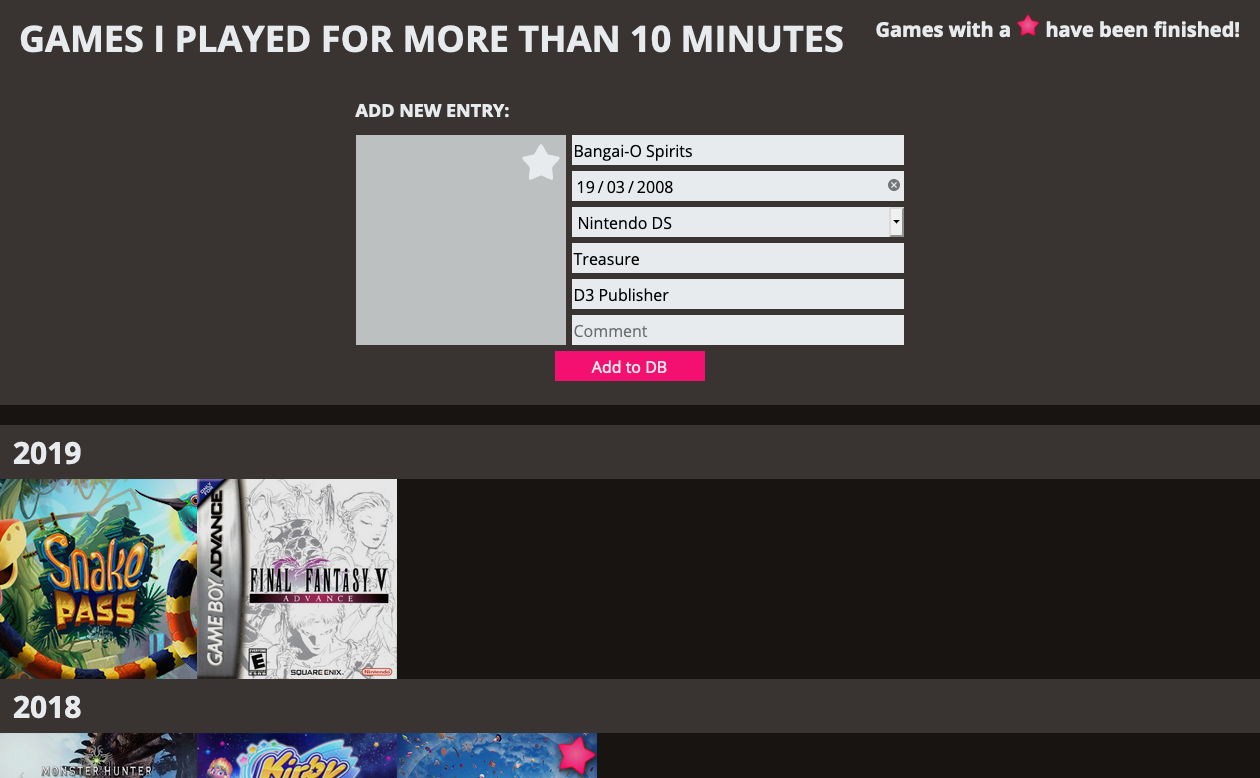 GAMES I PLAYED FOR MORE THAN 10 MINUTES
Games with a have been finished!
ADD NEW ENTRY:
Bangai-O Spirits
19 / 03 / 2008
Nintendo DS
Treasure
D3 Publisher
Comment
Add to DB
2019
Snake
PASS
GAME BOY ADVANCE
FINAL FANTASY V
ADVANCE
EVERYONE
E
SQUARE ENIX
Nintendo
2018
MONSTER HUNTER
Kirby